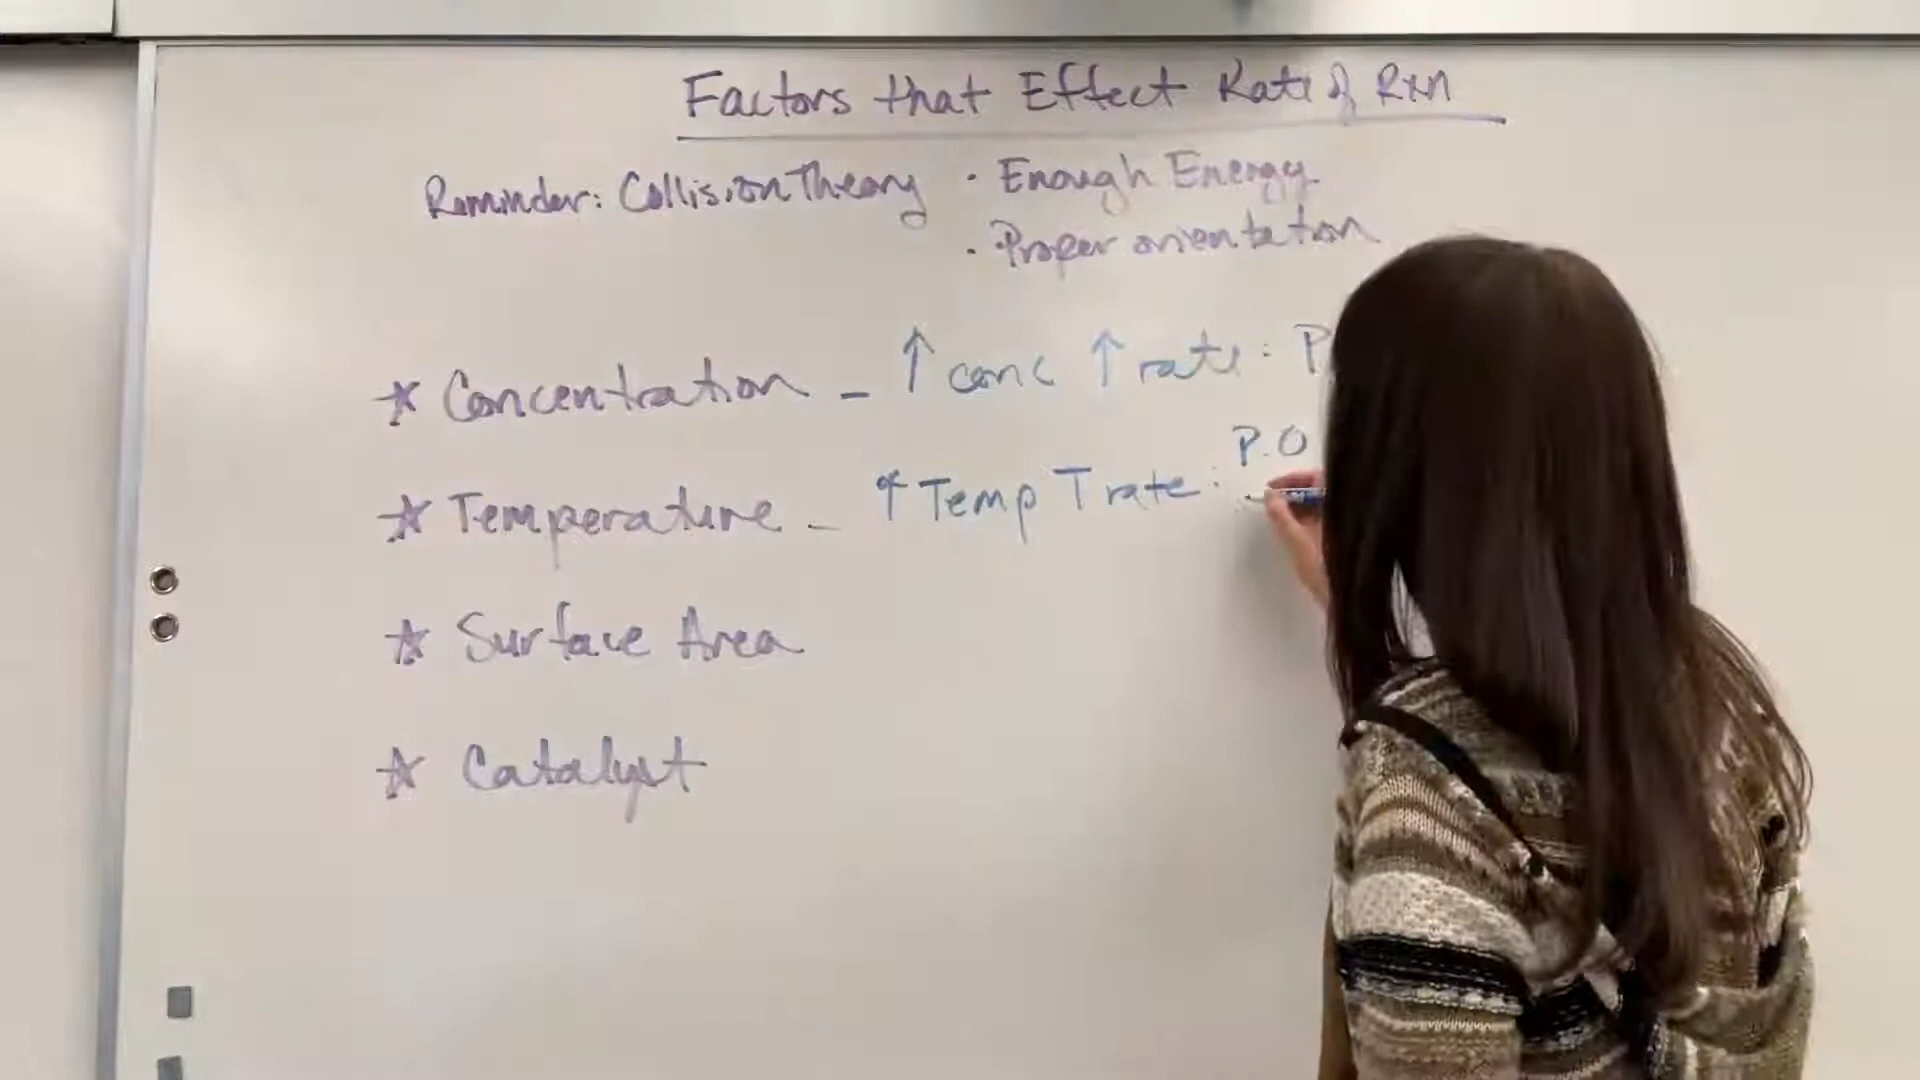 Factors that Effect Rate of Rxn
Reminder: Collision Theory
· Enough Energy
· Proper orientation
☆ Concentration – ↑ conc ↑ rate: P
P.O
☆ Temperature – ↑ Temp ↑ rate:
☆ Surface Area
☆ Catalyst